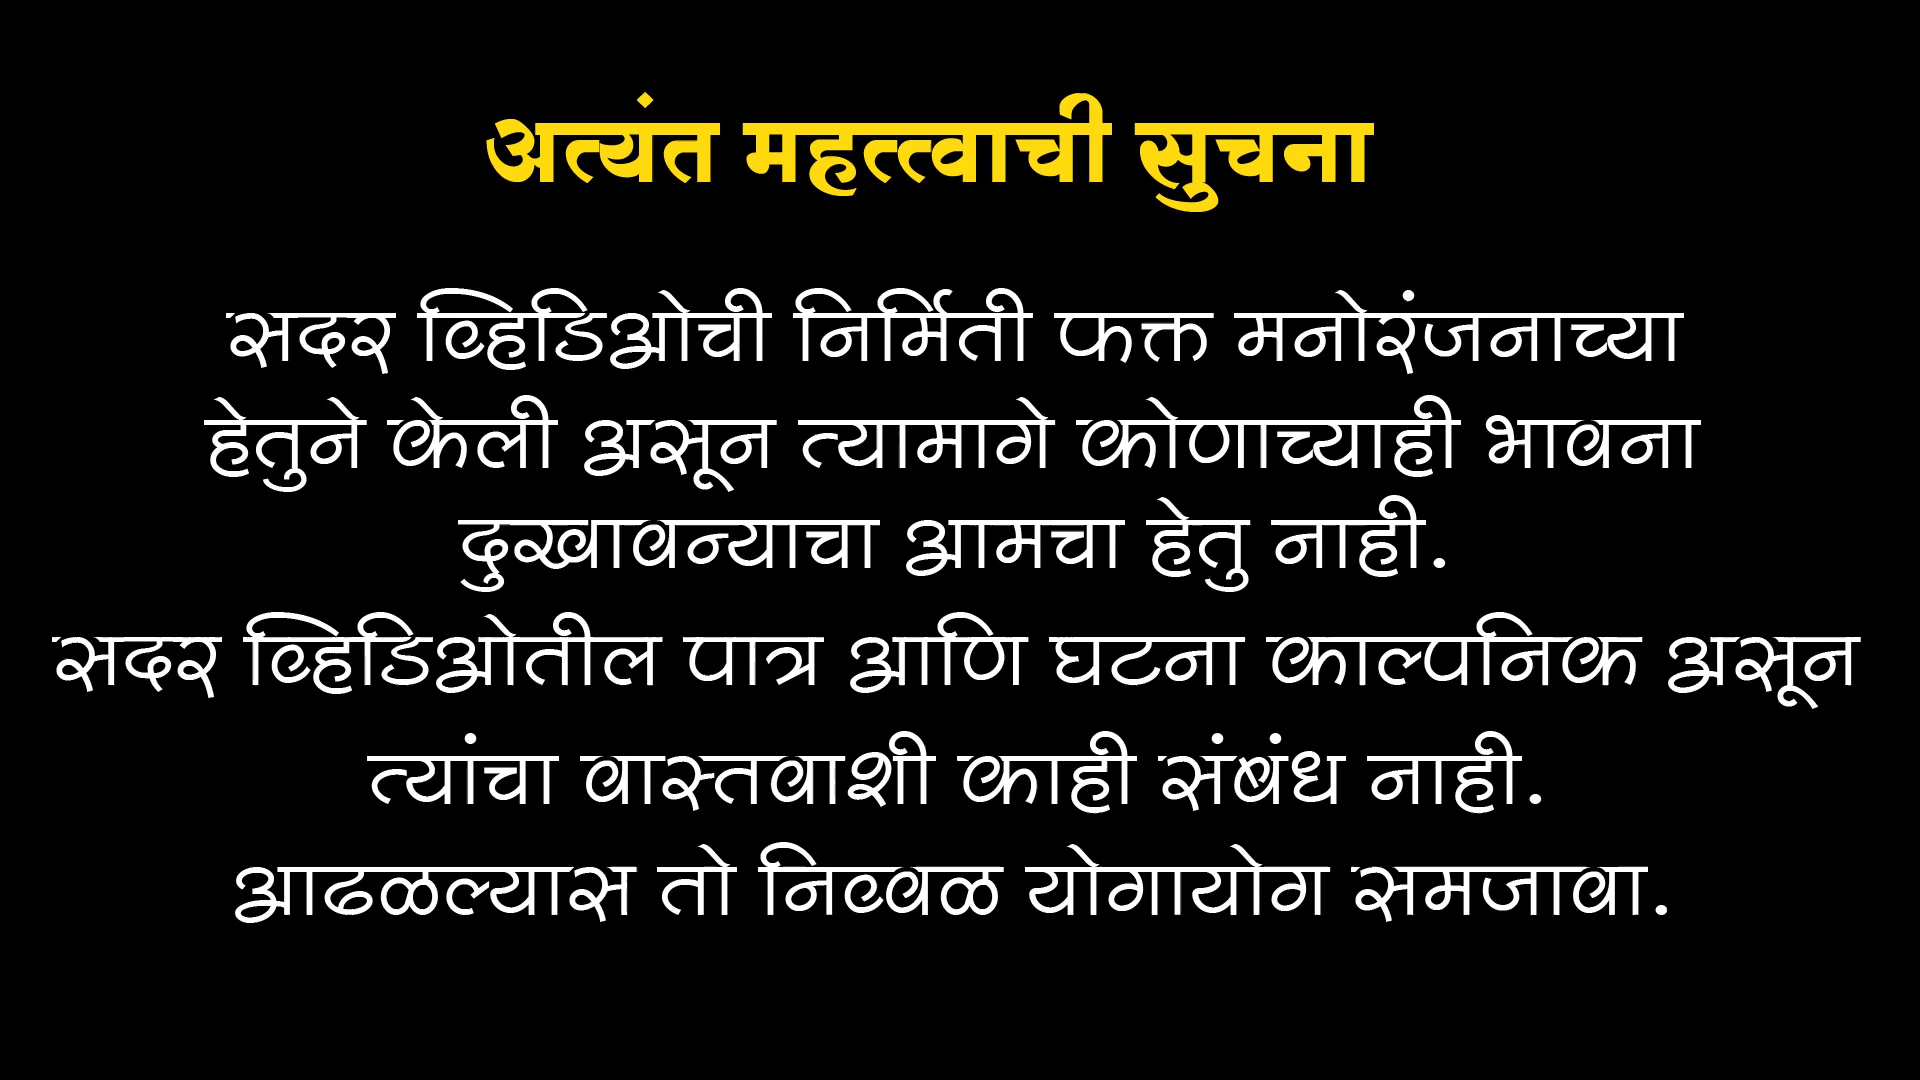 अत्यंत महत्त्वाची सुचना
सदर व्हिडिओची निर्मिती फक्त मनोरंजनाच्या
हेतुने केली असून त्यामागे कोणाच्याही भावना
दुखावन्याचा आमचा हेतु नाही.
सदर व्हिडिओतील पात्र आणि घटना काल्पनिक असून
त्यांचा वास्तवाशी काही संबंध नाही.
आढळल्यास तो निव्वळ योगायोग समजावा.